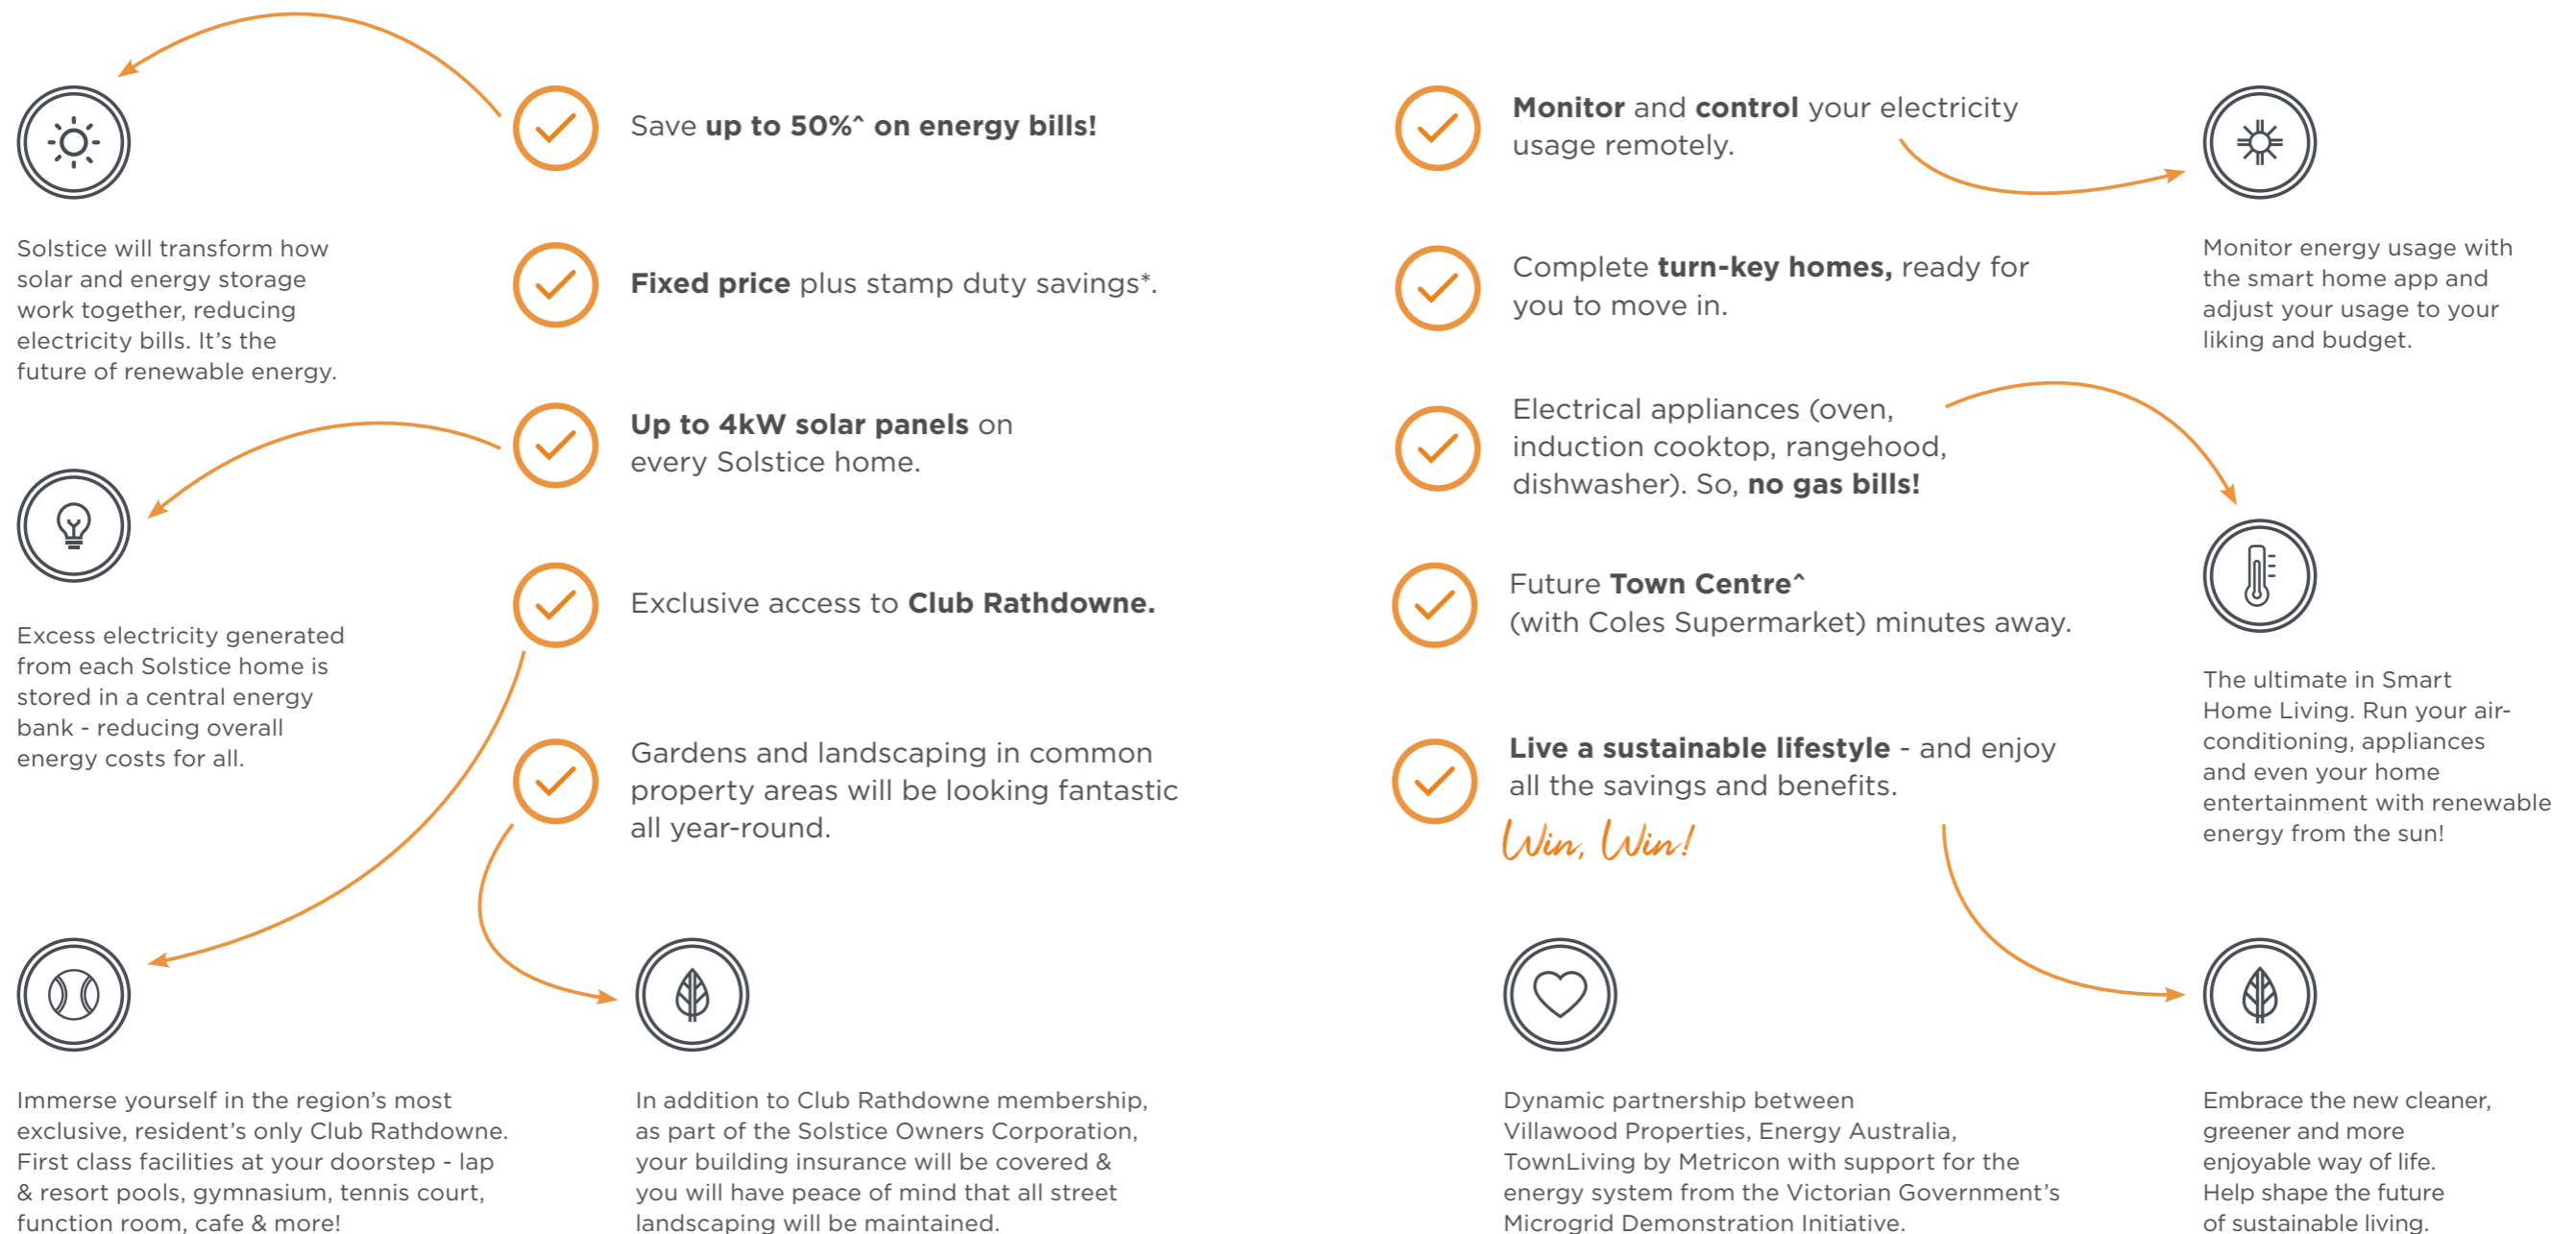 Save up to 50%^ on energy bills!
Solstice will transform how
solar and energy storage
work together, reducing
electricity bills. It's the
future of renewable energy.
Fixed price plus stamp duty savings*.
Up to 4kW solar panels on
every Solstice home.
Excess electricity generated
from each Solstice home is
stored in a central energy
bank - reducing overall
energy costs for all.
Exclusive access to Club Rathdowne.
Gardens and landscaping in common
property areas will be looking fantastic
all year-round.
Immerse yourself in the region's most
exclusive, resident's only Club Rathdowne.
First class facilities at your doorstep - lap
& resort pools, gymnasium, tennis court,
function room, cafe & more!
In addition to Club Rathdowne membership,
as part of the Solstice Owners Corporation,
your building insurance will be covered &
you will have peace of mind that all street
landscaping will be maintained.
Monitor and control your electricity
usage remotely.
Monitor energy usage with
the smart home app and
adjust your usage to your
liking and budget.
Complete turn-key homes, ready for
you to move in.
Electrical appliances (oven,
induction cooktop, rangehood,
dishwasher). So, no gas bills!
Future Town Centre^
(with Coles Supermarket) minutes away.
The ultimate in Smart
Home Living. Run your air-
conditioning, appliances
and even your home
entertainment with renewable
energy from the sun!
Live a sustainable lifestyle - and enjoy
all the savings and benefits.
Win, Win!
Dynamic partnership between
Villawood Properties, Energy Australia,
TownLiving by Metricon with support for the
energy system from the Victorian Government's
Microgrid Demonstration Initiative.
Embrace the new cleaner,
greener and more
enjoyable way of life.
Help shape the future
of sustainable living.